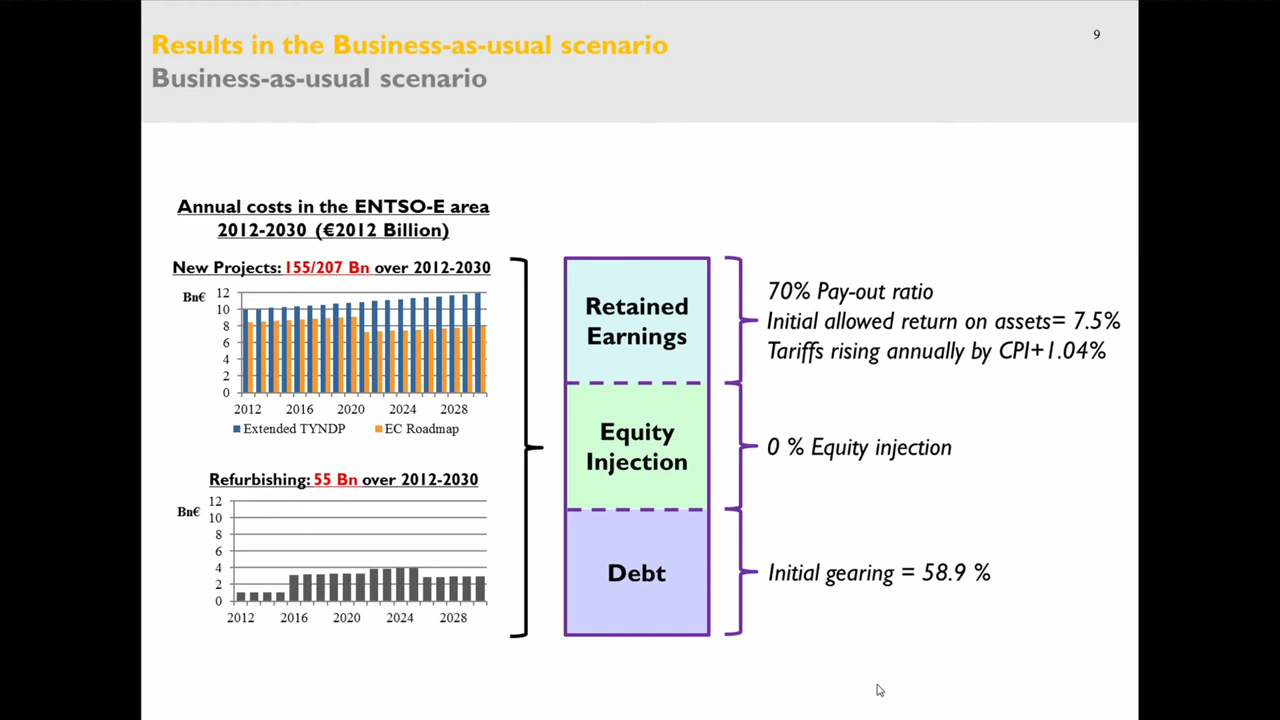 Results in the Business-as-usual scenario
Business-as-usual scenario
9
Annual costs in the ENTSO-E area
2012-2030 (€2012 Billion)
New Projects: 155/207 Bn over 2012-2030
Bn€
12
10
8
6
4
2
0
2012 2016 2020 2024 2028
Extended TYNDP EC Roadmap
Refurbishing: 55 Bn over 2012-2030
Bn€
12
10
8
6
4
2
0
2012 2016 2020 2024 2028
Retained
Earnings
Equity
Injection
Debt
70% Pay-out ratio
Initial allowed return on assets= 7.5%
Tariffs rising annually by CPI+1.04%
0 % Equity injection
Initial gearing = 58.9 %